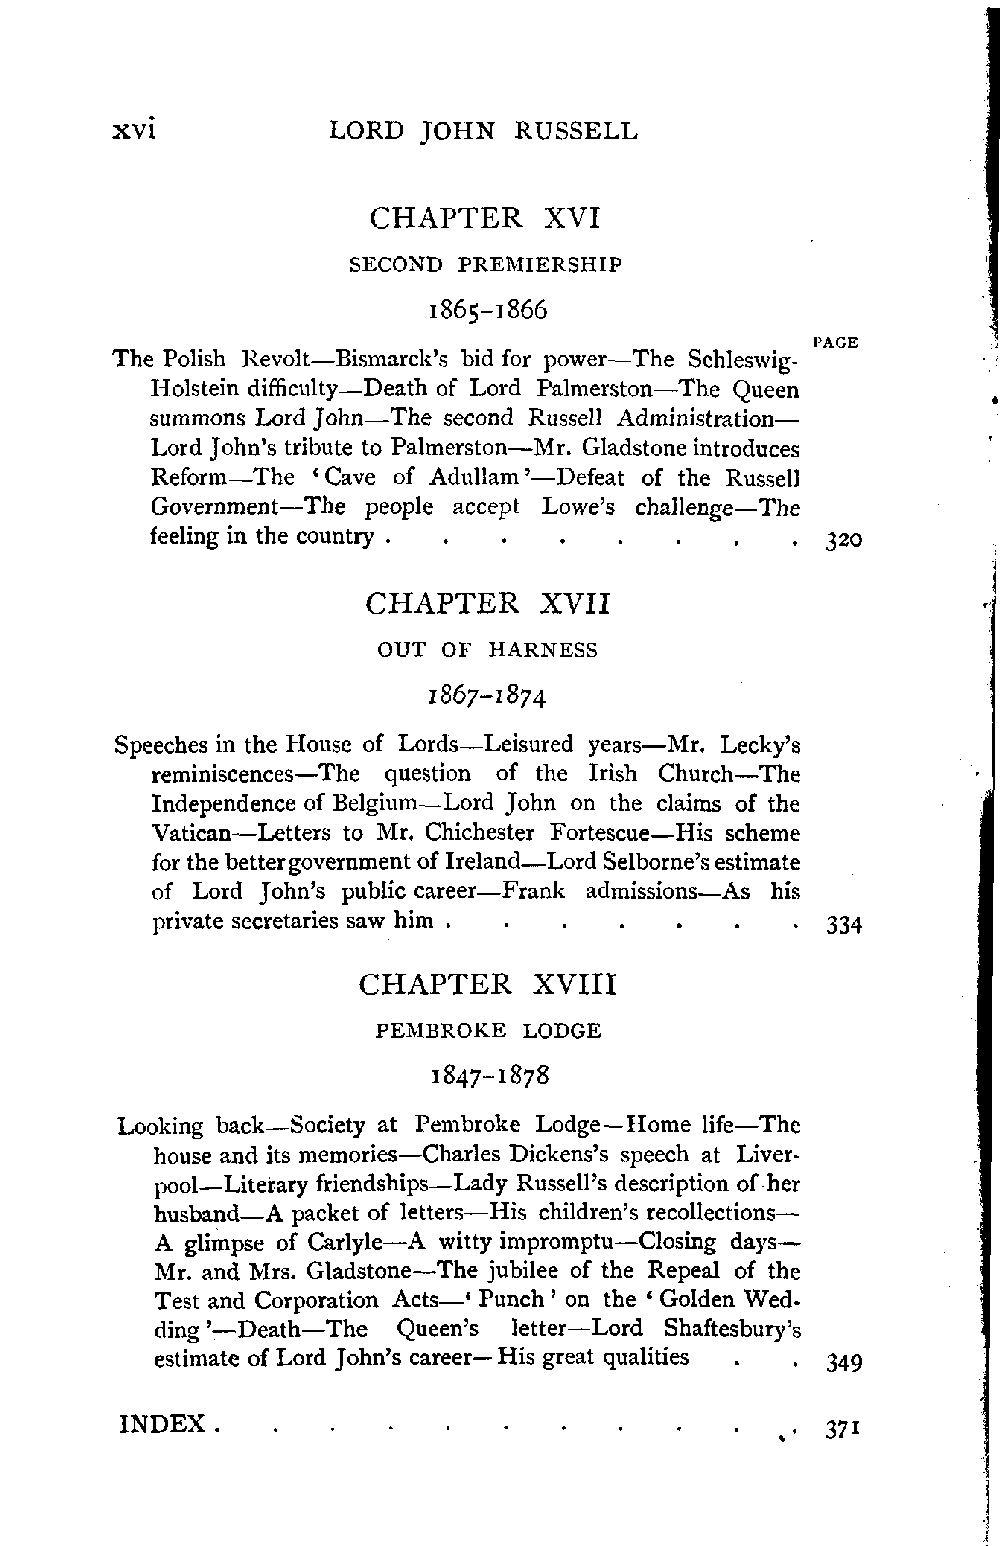 xvi LORD JOHN RUSSELL
CHAPTER XVI
SECOND PREMIERSHIP
1865–1866
PAGE
The Polish Revolt—Bismarck's bid for power—The Schleswig-
Holstein difficulty—Death of Lord Palmerston—The Queen
summons Lord John—The second Russell Administration—
Lord John's tribute to Palmerston—Mr. Gladstone introduces
Reform—The ‘Cave of Adullam’—Defeat of the Russell
Government—The people accept Lowe's challenge—The
feeling in the country . . . . . . . . 320
CHAPTER XVII
OUT OF HARNESS
1867–1874
Speeches in the House of Lords—Leisured years—Mr. Lecky's
reminiscences—The question of the Irish Church—The
Independence of Belgium—Lord John on the claims of the
Vatican—Letters to Mr. Chichester Fortescue—His scheme
for the better government of Ireland—Lord Selborne's estimate
of Lord John's public career—Frank admissions—As his
private secretaries saw him . . . . . . . 334
CHAPTER XVIII
PEMBROKE LODGE
1847–1878
Looking back—Society at Pembroke Lodge—Home life—The
house and its memories—Charles Dickens's speech at Liver-
pool—Literary friendships—Lady Russell's description of her
husband—A packet of letters—His children's recollections—
A glimpse of Carlyle—A witty impromptu—Closing days—
Mr. and Mrs. Gladstone—The jubilee of the Repeal of the
Test and Corporation Acts—‘Punch’ on the ‘Golden Wed-
ding’—Death—The Queen's letter—Lord Shaftesbury's
estimate of Lord John's career—His great qualities . . 349
INDEX . . . . . . . . . . . 371